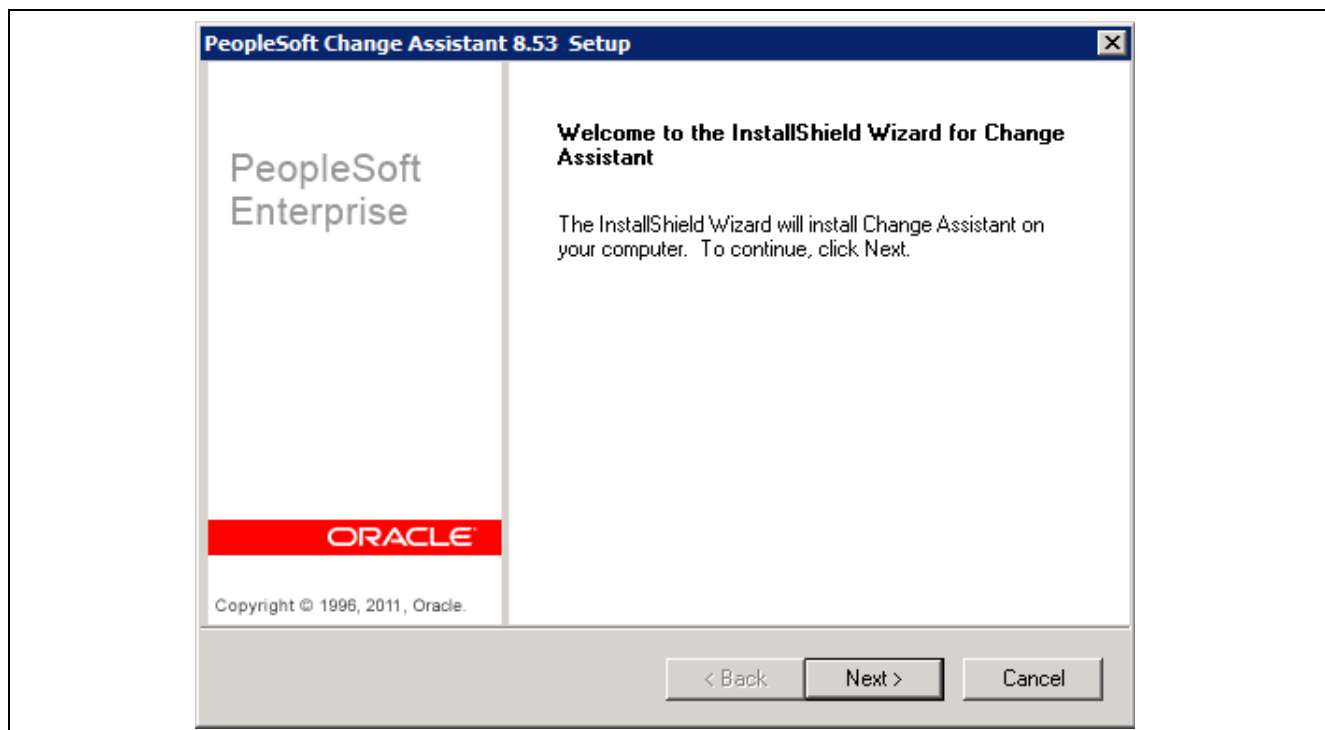 PeopleSoft Change Assistant 8.53 Setup
PeopleSoft
Enterprise
Welcome to the InstallShield Wizard for Change
Assistant
The InstallShield Wizard will install Change Assistant on
your computer. To continue, click Next.
ORACLE
Copyright © 1996, 2011, Oracle.
< Back
Next >
Cancel